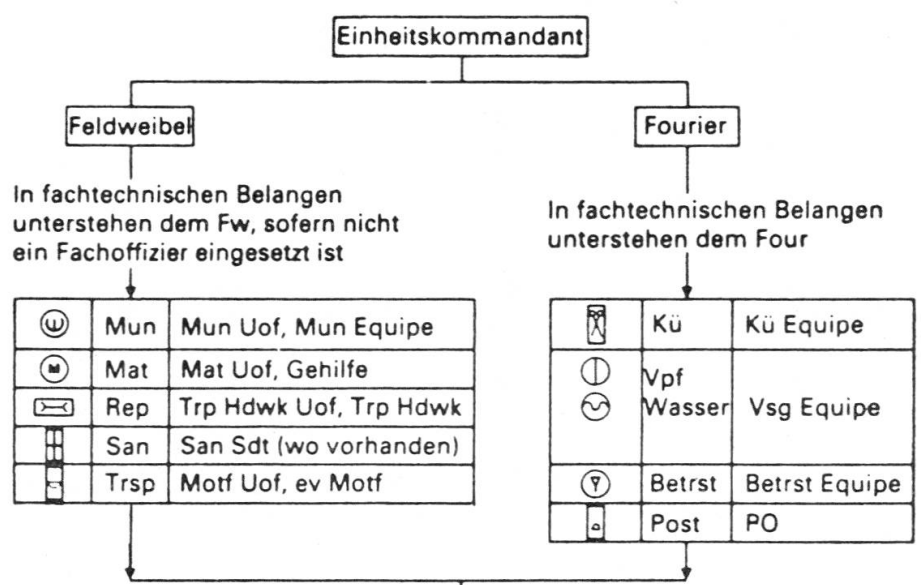 Einheitskommandant
Feldweibel
Fourier
In fachtechnischen Belangen
unterstehen dem Fw, sofern nicht
ein Fachoffizier eingesetzt ist
In fachtechnischen Belangen
unterstehen dem Four
Mun Mun Uof, Mun Equipe
M Mat Mat Uof, Gehilfe
Rep Trp Hdwk Uof, Trp Hdwk
San San Sdt (wo vorhanden)
Trsp Motf Uof, ev Motf
Kü Kü Equipe
Vpf
Wasser Vsg Equipe
Betrst Betrst Equipe
Post PO